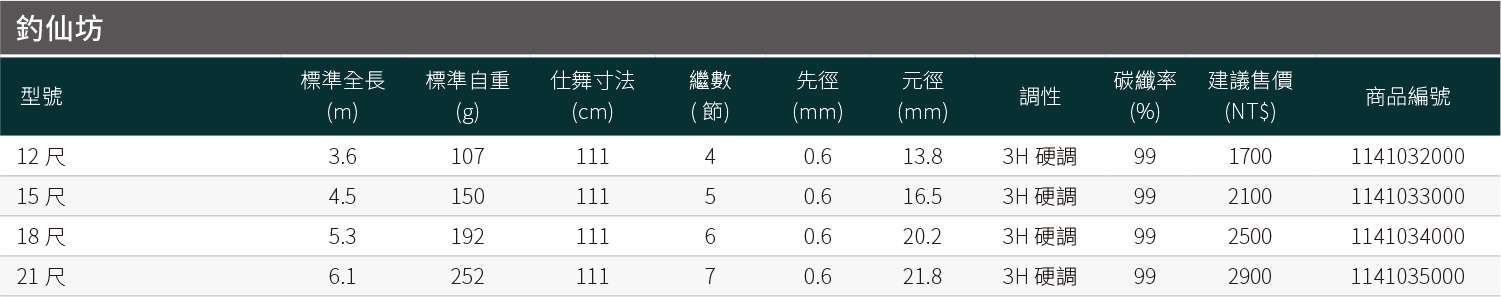 釣仙坊
型號 標準全長 (m) 標準自重 (g) 仕舞寸法 (cm) 繼數 ( 節) 先徑 (mm) 元徑 (mm) 調性 碳纖率 (%) 建議售價 (NT$) 商品編號
12 尺 3.6 107 111 4 0.6 13.8 3H 硬調 99 1700 1141032000
15 尺 4.5 150 111 5 0.6 16.5 3H 硬調 99 2100 1141033000
18 尺 5.3 192 111 6 0.6 20.2 3H 硬調 99 2500 1141034000
21 尺 6.1 252 111 7 0.6 21.8 3H 硬調 99 2900 1141035000